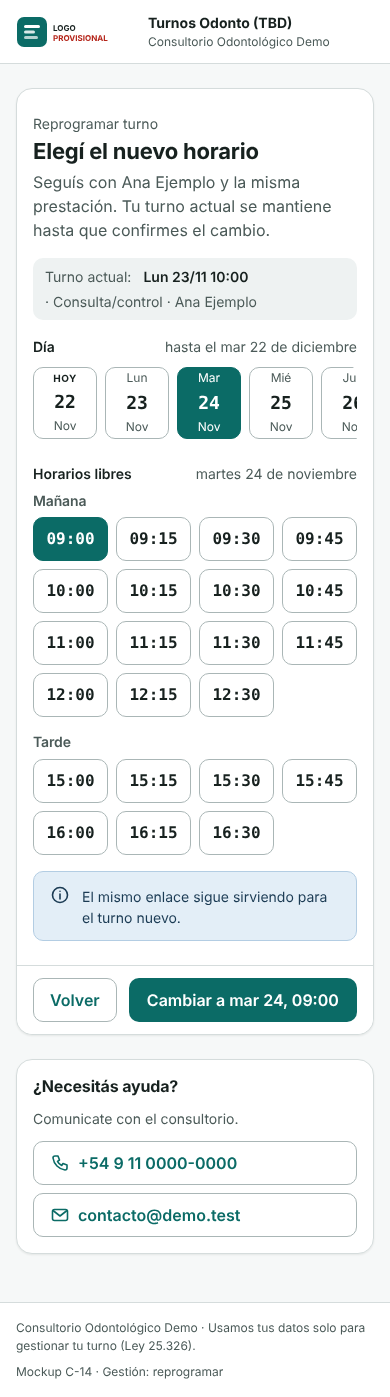 LOGO
PROVISIONAL
Turnos Odonto (TBD)
Consultorio Odontológico Demo
Reprogramar turno
Elegí el nuevo horario
Seguís con Ana Ejemplo y la misma
prestación. Tu turno actual se mantiene
hasta que confirmes el cambio.
Turno actual: Lun 23/11 10:00
· Consulta/control · Ana Ejemplo
Día hasta el mar 22 de diciembre
HOY Lun Mar Mié
22 23 24 25
Nov Nov Nov Nov
Horarios libres martes 24 de noviembre
Mañana
09:00 09:15 09:30 09:45
10:00 10:15 10:30 10:45
11:00 11:15 11:30 11:45
12:00 12:15 12:30
Tarde
15:00 15:15 15:30 15:45
16:00 16:15 16:30
El mismo enlace sigue sirviendo para
el turno nuevo.
Volver Cambiar a mar 24, 09:00
¿Necesitás ayuda?
Comunicate con el consultorio.
+54 9 11 0000-0000
contacto@demo.test
Consultorio Odontológico Demo · Usamos tus datos solo para
gestionar tu turno (Ley 25.326).
Mockup C-14 · Gestión: reprogramar